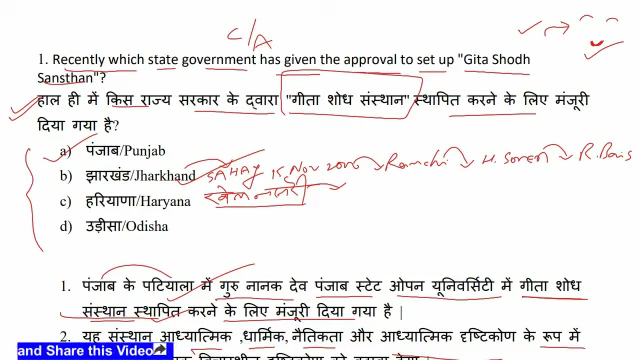 C/A
1. Recently which state government has given the approval to set up "Gita Shodh
Sansthan"?
हाल ही में किस राज्य सरकार के द्वारा "गीता शोध संस्थान" स्थापित करने के लिए मंजूरी
दिया गया है?
a) पंजाब/Punjab
b) झारखंड/Jharkhand SAHAY 15 Nov 2000 Ranchi H. Soren R. Bais
c) हरियाणा/Haryana
d) उड़ीसा/Odisha
1. पंजाब के पटियाला में गुरु नानक देव पंजाब स्टेट ओपन यूनिवर्सिटी में गीता शोध
संस्थान स्थापित करने के लिए मंजूरी दिया गया है |
2. यह संस्थान आध्यात्मिक ,धार्मिक, नैतिकता और आध्यात्मिक दृष्टिकोण के रूप में
and Share this Video